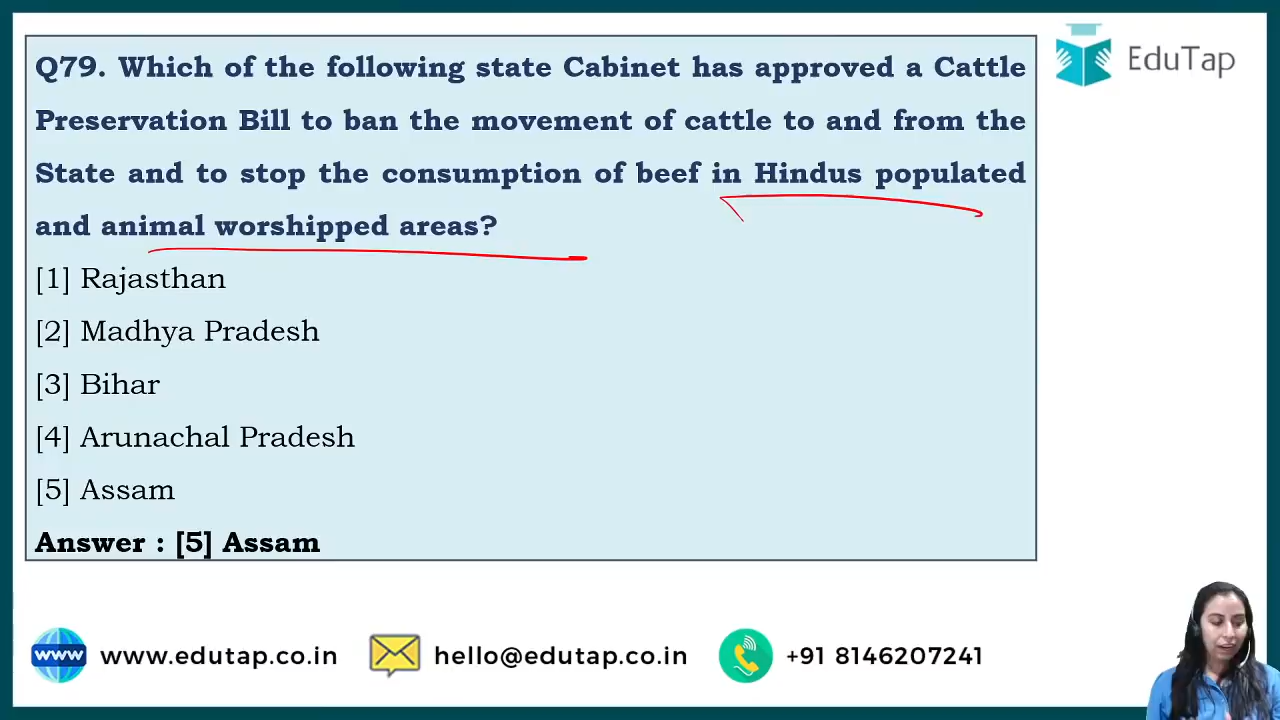 Q79. Which of the following state Cabinet has approved a Cattle
Preservation Bill to ban the movement of cattle to and from the
State and to stop the consumption of beef in Hindus populated
and animal worshipped areas?
[1] Rajasthan
[2] Madhya Pradesh
[3] Bihar
[4] Arunachal Pradesh
[5] Assam
Answer : [5] Assam
EduTap
www www.edutap.co.in hello@edutap.co.in +91 8146207241